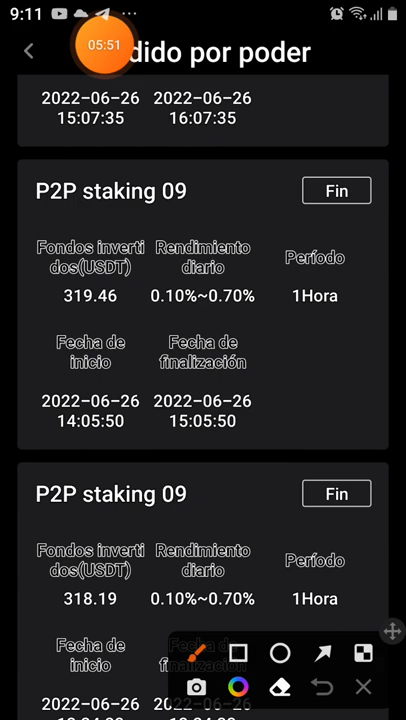 9:11
05:51
dido por poder
2022-06-26 2022-06-26
15:07:35 16:07:35
P2P staking 09 Fin
Fondos inverti Rendimiento Período
dos(USDT) diario
319.46 0.10%~0.70% 1Hora
Fecha de Fecha de
inicio finalización
2022-06-26 2022-06-26
14:05:50 15:05:50
P2P staking 09 Fin
Fondos inverti Rendimiento Período
dos(USDT) diario
318.19 0.10%~0.70% 1Hora
Fecha de
inicio finalización
2022-06-26 2022-06-26